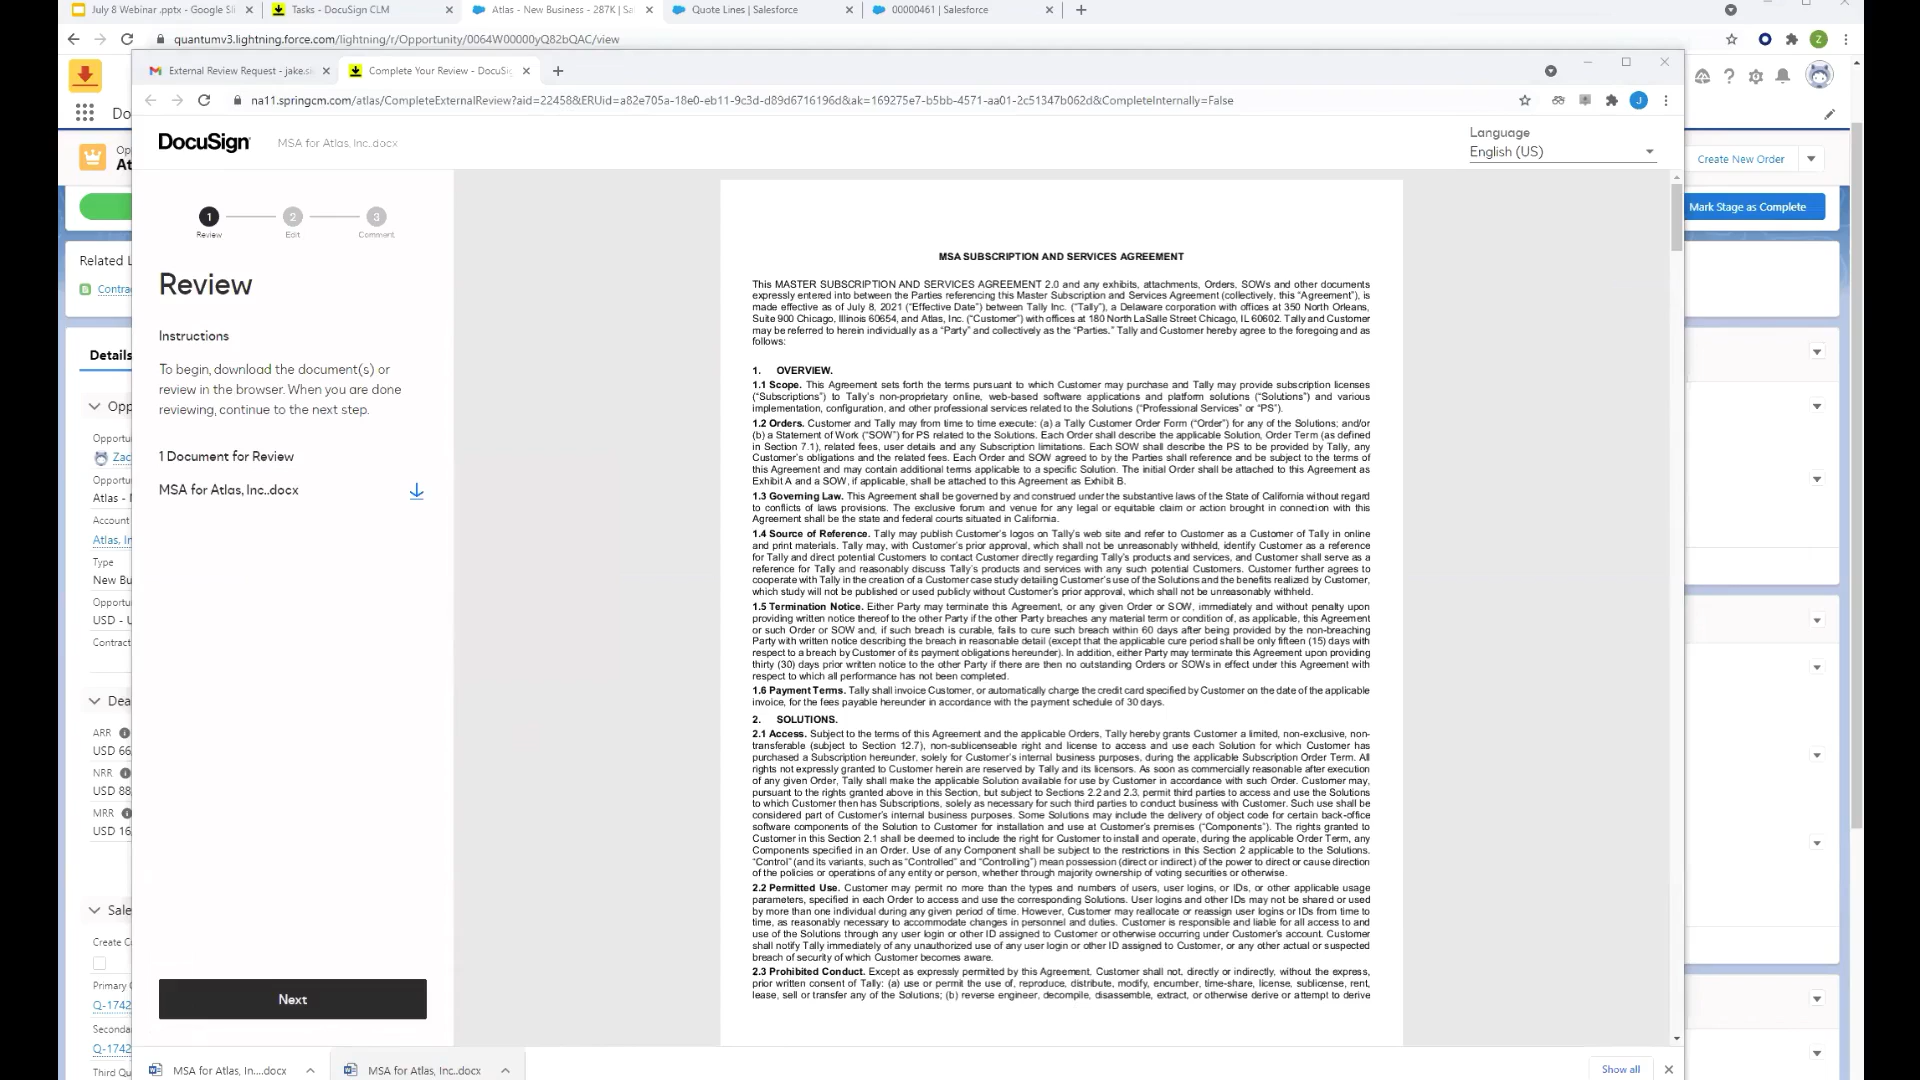 July 8 Webinar .pptx - Google Sli
Tasks - DocuSign CLM
Atlas - New Business - 287K | Sa
Quote Lines | Salesforce
00000461 | Salesforce
quantumv3.lightning.force.com/lightning/r/Opportunity/0064W00000yQ82bQAC/view
Z
External Review Request - jake.si
Complete Your Review - DocuSig
na11.springcm.com/atlas/CompleteExternalReview?aid=22458&ERUid=a82e705a-18e0-eb11-9c3d-d89d6716196d&ak=169275e7-b5bb-4571-aa01-2c51347b062d&CompleteInternally=False
J
Do
DocuSign
MSA for Atlas, Inc..docx
Language
English (US)
Op
At
Create New Order
Mark Stage as Complete
1
2
3
Review
Edit
Comment
Review
Instructions
To begin, download the document(s) or
review in the browser. When you are done
reviewing, continue to the next step.
1 Document for Review
MSA for Atlas, Inc..docx
Next
Related L
Contra
Details
Opp
Opportu
Zac
Opportu
Atlas - N
Account
Atlas, In
Type
New Bu
Opportu
USD - U
Contract
Dea
ARR
USD 66
NRR
USD 88
MRR
USD 16
Sale
Create C
Primary
Q-1742
Seconda
Q-1742
Third Qu
MSA SUBSCRIPTION AND SERVICES AGREEMENT
This MASTER SUBSCRIPTION AND SERVICES AGREEMENT 2.0 and any exhibits, attachments, Orders, SOWs and other documents
expressly entered into between the Parties referencing this Master Subscription and Services Agreement (collectively, this “Agreement”), is
made effective as of July 8, 2021 (“Effective Date”) between Tally Inc. (“Tally”), a Delaware corporation with offices at 350 North Orleans,
Suite 900 Chicago, Illinois 60654, and Atlas, Inc. (“Customer”) with offices at 180 North LaSalle Street Chicago, IL 60602. Tally and Customer
may be referred to herein individually as a “Party” and collectively as the “Parties.” Tally and Customer hereby agree to the foregoing and as
follows:
1. OVERVIEW.
1.1 Scope. This Agreement sets forth the terms pursuant to which Customer may purchase and Tally may provide subscription licenses
(“Subscriptions”) to Tally's non-proprietary online, web-based software applications and platform solutions (“Solutions”) and various
implementation, configuration, and other professional services related to the Solutions (“Professional Services” or “PS”).
1.2 Orders. Customer and Tally may from time to time execute: (a) a Tally Customer Order Form (“Order”) for any of the Solutions; and/or
(b) a Statement of Work (“SOW”) for PS related to the Solutions. Each Order shall describe the applicable Solution, Order Term (as defined
in Section 7.1), related fees, user details and any Subscription limitations. Each SOW shall describe the PS to be provided by Tally, any
Customer's obligations and the related fees. Each Order and SOW agreed to by the Parties shall reference and be subject to the terms of
this Agreement and may contain additional terms applicable to a specific Solution. The initial Order shall be attached to this Agreement as
Exhibit A and a SOW, if applicable, shall be attached to this Agreement as Exhibit B.
1.3 Governing Law. This Agreement shall be governed by and construed under the substantive laws of the State of California without regard
to conflicts of laws provisions. The exclusive forum and venue for any legal or equitable claim or action brought in connection with this
Agreement shall be the state and federal courts situated in California.
1.4 Source of Reference. Tally may publish Customer's logos on Tally's web site and refer to Customer as a Customer of Tally in online
and print materials. Tally may, with Customer's prior approval, which shall not be unreasonably withheld, identify Customer as a reference
for Tally and direct potential Customers to contact Customer directly regarding Tally's products and services, and Customer shall serve as a
reference for Tally and reasonably discuss Tally's products and services with any such potential Customers. Customer further agrees to
cooperate with Tally in the creation of a Customer case study detailing Customer's use of the Solutions and the benefits realized by Customer,
which study will not be published or used publicly without Customer's prior approval, which shall not be unreasonably withheld.
1.5 Termination Notice. Either Party may terminate this Agreement, or any given Order or SOW, immediately and without penalty upon
providing written notice thereof to the other Party if the other Party breaches any material term or condition of, as applicable, this Agreement
or such Order or SOW and, if such breach is curable, fails to cure such breach within 60 days after being provided by the non-breaching
Party with written notice describing the breach in reasonable detail (except that the applicable cure period shall be only fifteen (15) days with
respect to a breach by Customer of its payment obligations hereunder). In addition, either Party may terminate this Agreement upon providing
thirty (30) days prior written notice to the other Party if there are then no outstanding Orders or SOWs in effect under this Agreement with
respect to which all performance has not been completed.
1.6 Payment Terms. Tally shall invoice Customer, or automatically charge the credit card specified by Customer on the date of the applicable
invoice, for the fees payable hereunder in accordance with the payment schedule of 30 days.
2. SOLUTIONS.
2.1 Access. Subject to the terms of this Agreement and the applicable Orders, Tally hereby grants Customer a limited, non-exclusive, non-
transferable (subject to Section 12.7), non-sublicenseable right and license to access and use each Solution for which Customer has
purchased a Subscription hereunder, solely for Customer's internal business purposes, during the applicable Subscription Order Term. All
rights not expressly granted to Customer herein are reserved by Tally and its licensors. As soon as commercially reasonable after execution
of any given Order, Tally shall make the applicable Solution available for use by Customer in accordance with such Order. Customer may,
pursuant to the rights granted above in this Section, but subject to Sections 2.2 and 2.3, permit third parties to access and use the Solutions
to which Customer then has Subscriptions, solely as necessary for such third parties to conduct business with Customer. Such use shall be
considered part of Customer's internal business purposes. Some Solutions may include the delivery of object code for certain back-office
software components of the Solution to Customer for installation and use at Customer's premises (“Components”). The rights granted to
Customer in this Section 2.1 shall be deemed to include the right for Customer to install and operate, during the applicable Order Term, any
Components specified in an Order. Use of any Component shall be subject to the restrictions in this Section 2 applicable to the Solutions.
“Control” (and its variants, such as “Controlled” and “Controlling”) mean possession (direct or indirect) of the power to direct or cause direction
of the policies or operations of any entity or person, whether through majority ownership of voting securities or otherwise.
2.2 Permitted Use. Customer may permit no more than the types and numbers of users, user logins, or IDs, or other applicable usage
parameters, specified in each Order to access and use the corresponding Solutions. User logins and other IDs may not be shared or used
by more than one individual during any given period of time. However, Customer may reallocate or reassign user logins or IDs from time to
time, as reasonably necessary to accommodate changes in personnel and duties. Customer is responsible and liable for all access to and
use of the Solutions through any user login or other ID assigned to Customer or otherwise occurring under Customer's account. Customer
shall notify Tally immediately of any unauthorized use of any user login or other ID assigned to Customer, or any other actual or suspected
breach of security of which Customer becomes aware.
2.3 Prohibited Conduct. Except as expressly permitted by this Agreement, Customer shall not, directly or indirectly, without the express,
prior written consent of Tally: (a) use or permit the use of, reproduce, distribute, modify, encumber, time-share, license, sublicense, rent,
lease, sell or transfer any of the Solutions; (b) reverse engineer, decompile, disassemble, extract, or otherwise derive or attempt to derive
MSA for Atlas, In....docx
MSA for Atlas, Inc..docx
Show all